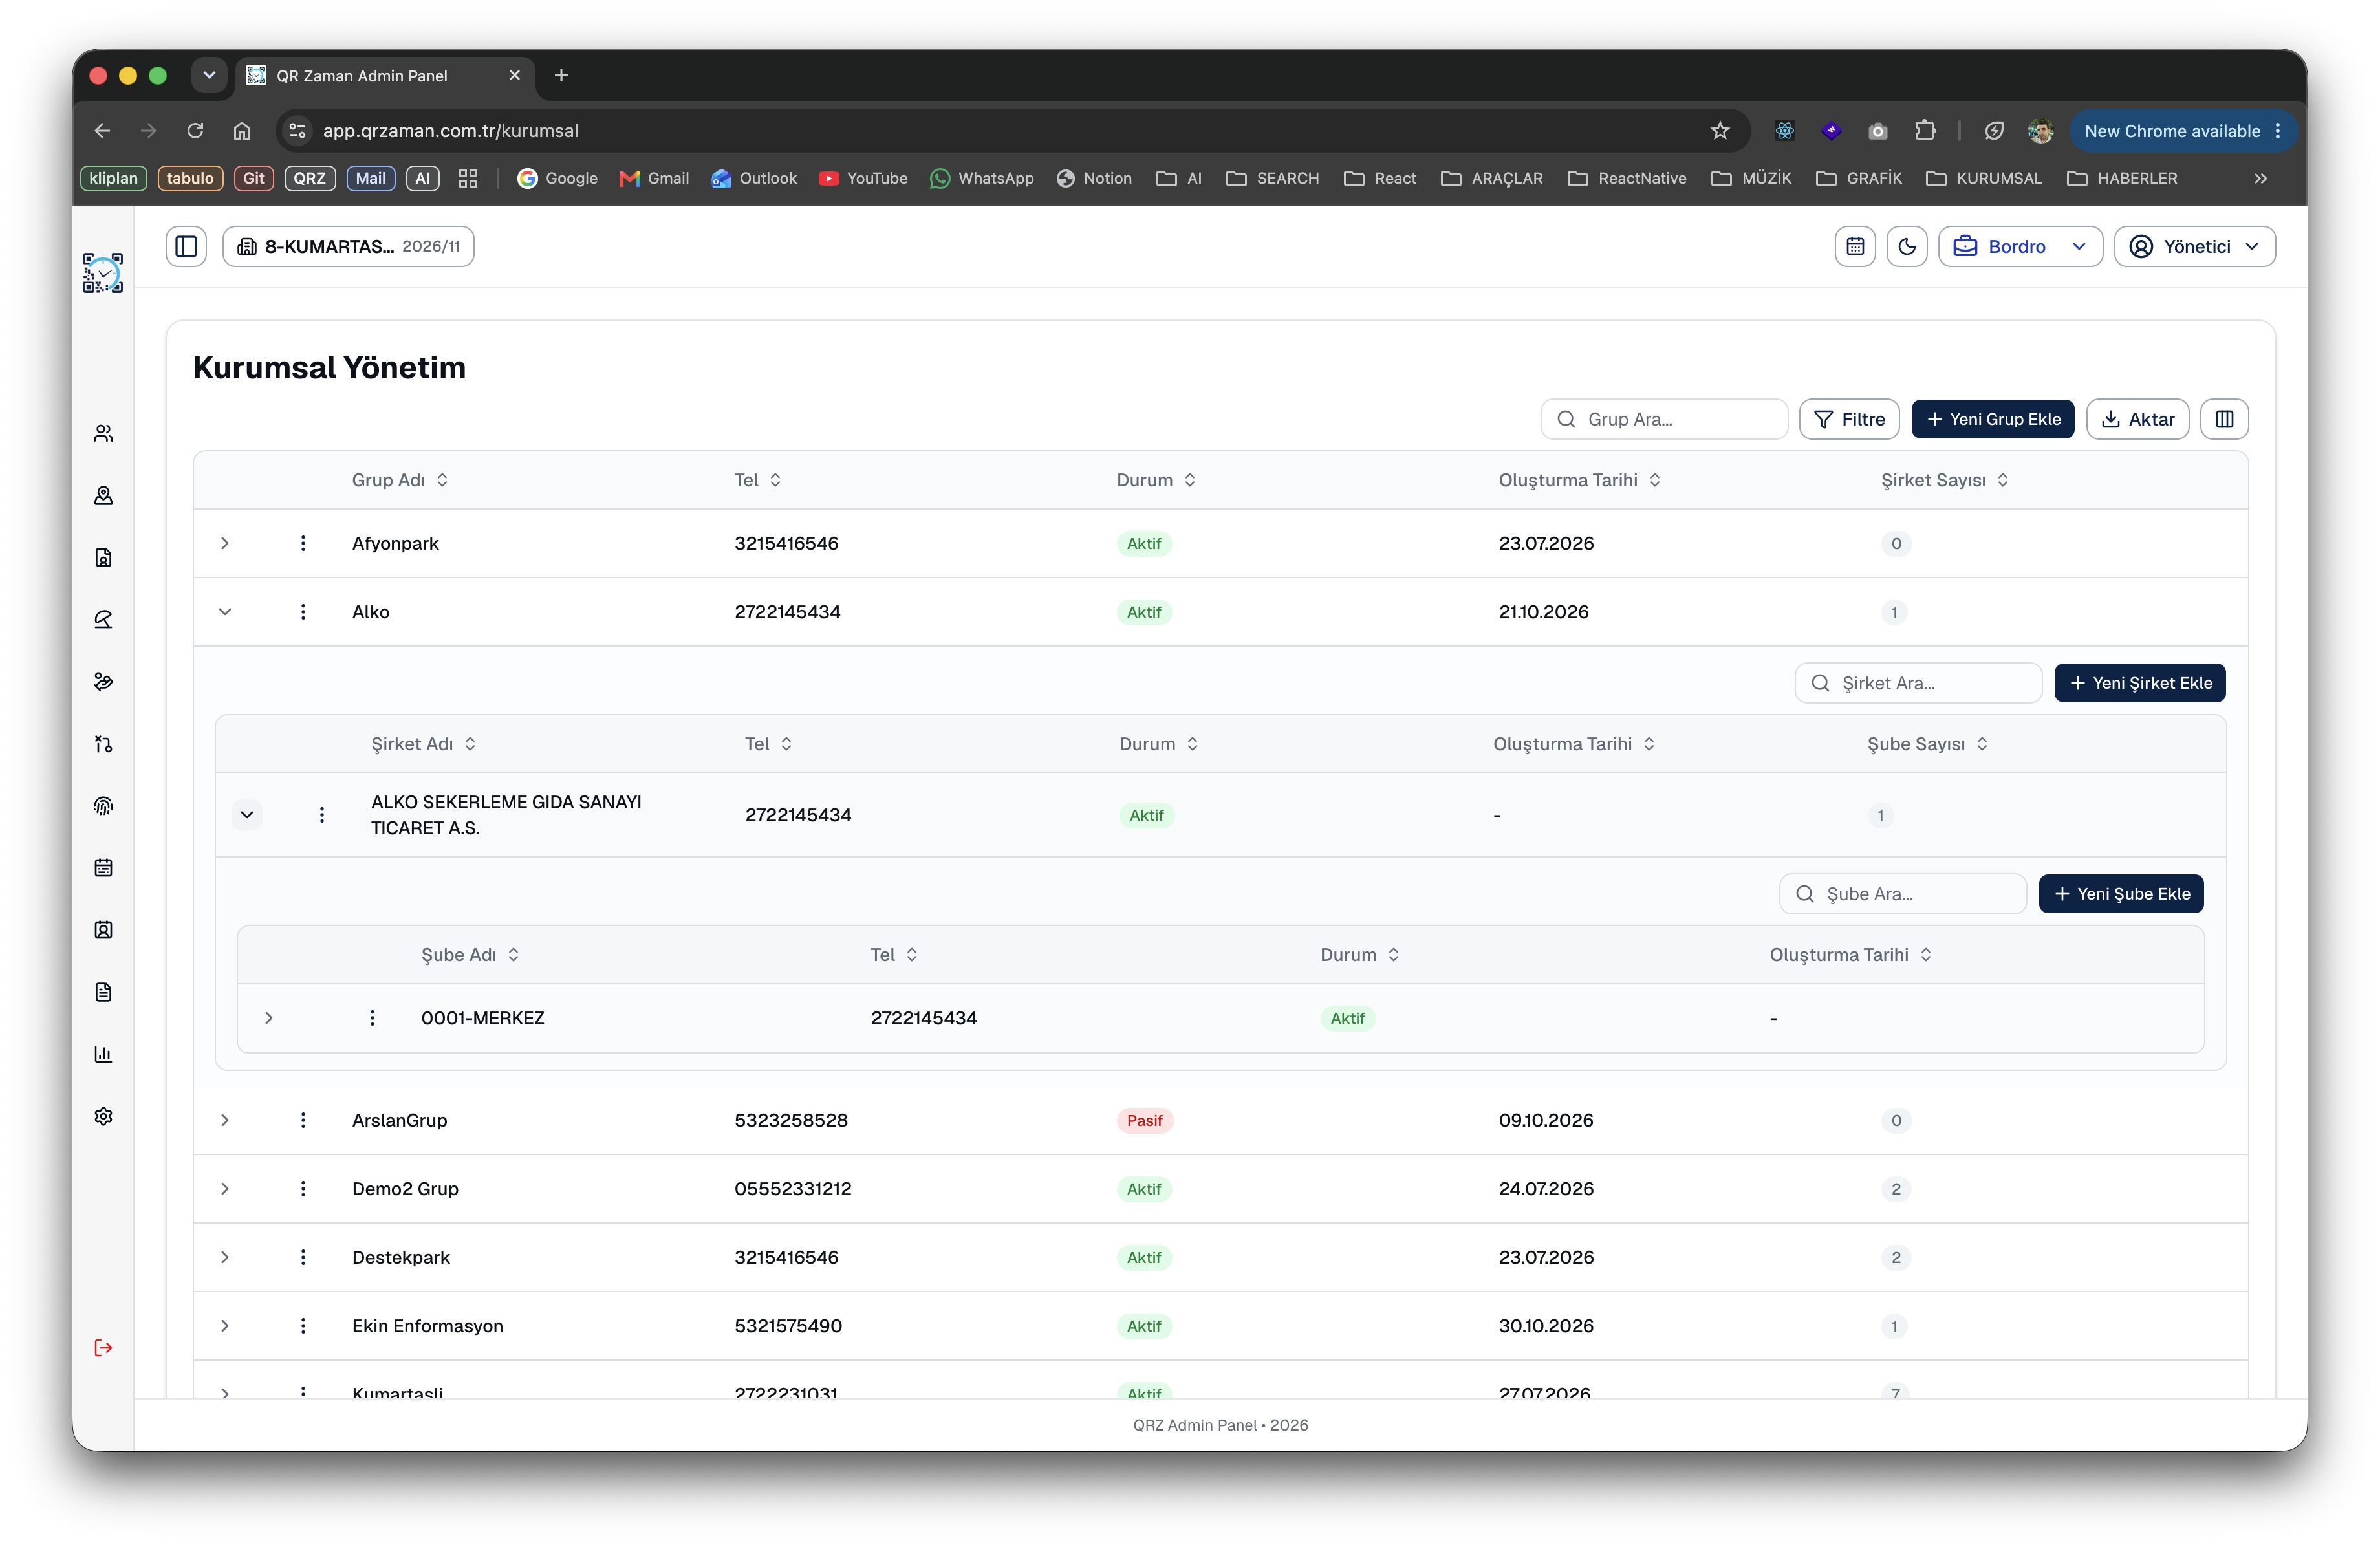 QR Zaman Admin Panel
app.qrzaman.com.tr/kurumsal
New Chrome available
kliplan tabulo Git QRZ Mail AI Google Gmail Outlook YouTube WhatsApp Notion AI SEARCH React ARAÇLAR ReactNative MÜZİK GRAFİK KURUMSAL HABERLER
8-KUMARTAS... 2026/11
Bordro
Yönetici
Kurumsal Yönetim
Grup Ara...
Filtre
+ Yeni Grup Ekle
Aktar
Grup Adı Tel Durum Oluşturma Tarihi Şirket Sayısı
Afyonpark 3215416546 Aktif 23.07.2026 0
Alko 2722145434 Aktif 21.10.2026 1
Şirket Ara...
+ Yeni Şirket Ekle
Şirket Adı Tel Durum Oluşturma Tarihi Şube Sayısı
ALKO SEKERLEME GIDA SANAYI
TICARET A.S. 2722145434 Aktif - 1
Şube Ara...
+ Yeni Şube Ekle
Şube Adı Tel Durum Oluşturma Tarihi
0001-MERKEZ 2722145434 Aktif -
ArslanGrup 5323258528 Pasif 09.10.2026 0
Demo2 Grup 05552331212 Aktif 24.07.2026 2
Destekpark 3215416546 Aktif 23.07.2026 2
Ekin Enformasyon 5321575490 Aktif 30.10.2026 1
Kumartasli 2722231031 Aktif 27.07.2026 7
QRZ Admin Panel • 2026